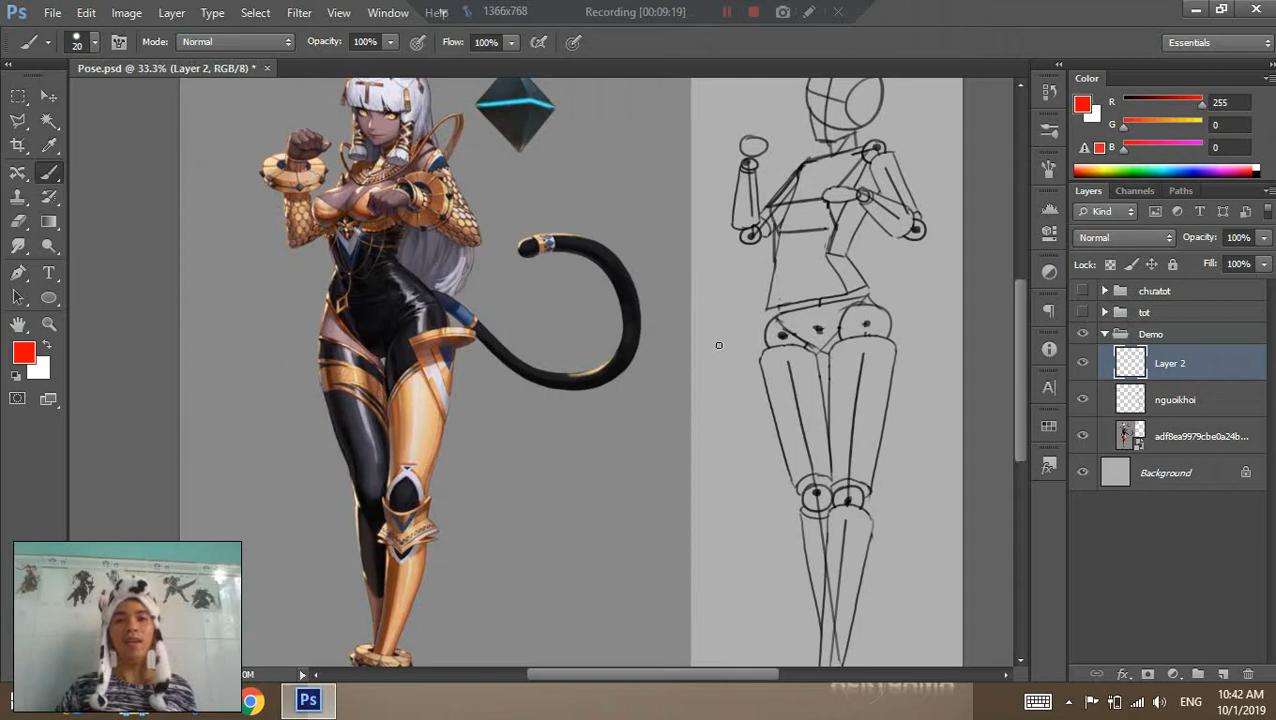 Ps File Edit Image Layer Type Select Filter View Window Help
1366x768 Recording [00:09:19]
20 Mode: Normal Opacity: 100% Flow: 100% Essentials
Pose.psd @ 33.3% (Layer 2, RGB/8) * ×
Color
R 255
G 0
B 0
Layers Channels Paths
Kind
Normal Opacity: 100%
Lock: Fill: 100%
chuatot
tot
Demo
Layer 2
nguoikhoi
adf8ea9979cbe0a24b...
Background
0M
Ps
ENG
10:42 AM
10/1/2019